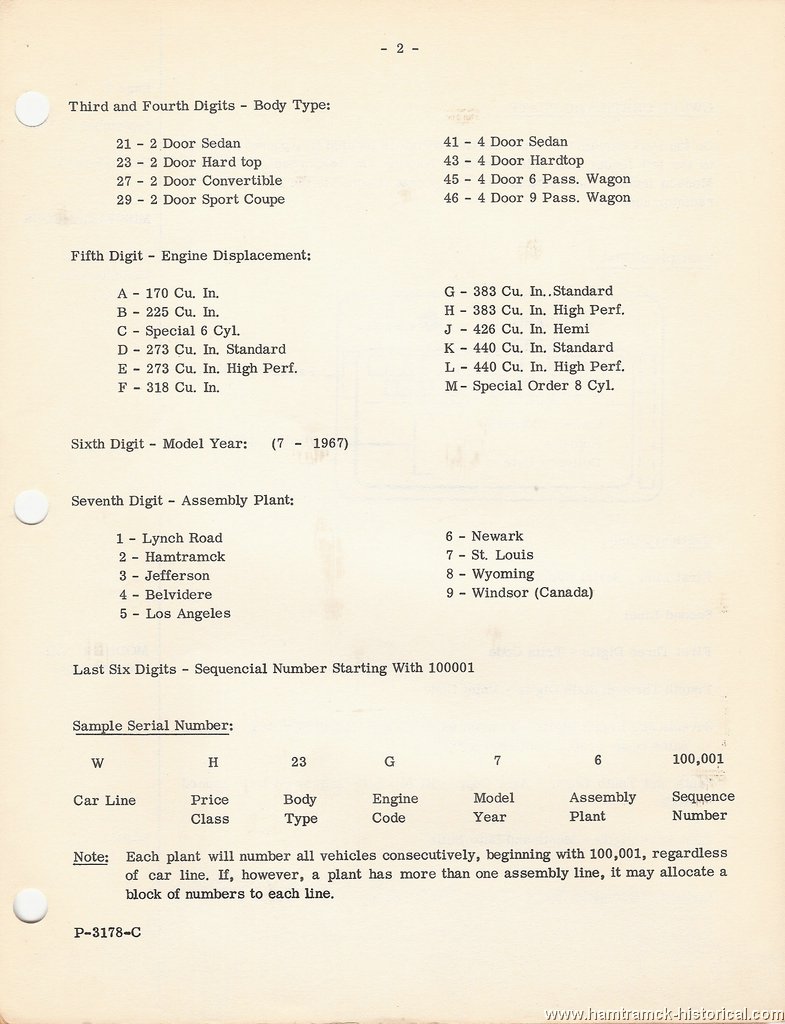 - 2 -
Third and Fourth Digits - Body Type:
21 - 2 Door Sedan
23 - 2 Door Hard top
27 - 2 Door Convertible
29 - 2 Door Sport Coupe
41 - 4 Door Sedan
43 - 4 Door Hardtop
45 - 4 Door 6 Pass. Wagon
46 - 4 Door 9 Pass. Wagon
Fifth Digit - Engine Displacement:
A - 170 Cu. In.
B - 225 Cu. In.
C - Special 6 Cyl.
D - 273 Cu. In. Standard
E - 273 Cu. In. High Perf.
F - 318 Cu. In.
G - 383 Cu. In..Standard
H - 383 Cu. In. High Perf.
J - 426 Cu. In. Hemi
K - 440 Cu. In. Standard
L - 440 Cu. In. High Perf.
M- Special Order 8 Cyl.
Sixth Digit - Model Year: (7 - 1967)
Seventh Digit - Assembly Plant:
1 - Lynch Road
2 - Hamtramck
3 - Jefferson
4 - Belvidere
5 - Los Angeles
6 - Newark
7 - St. Louis
8 - Wyoming
9 - Windsor (Canada)
Last Six Digits - Sequencial Number Starting With 100001
Sample Serial Number:
W H 23 G 7 6 100,001
Car Line Price Body Engine Model Assembly Sequence
Class Type Code Year Plant Number
Note: Each plant will number all vehicles consecutively, beginning with 100,001, regardless
of car line. If, however, a plant has more than one assembly line, it may allocate a
block of numbers to each line.
P-3178-C
www.hamtramck-historical.com